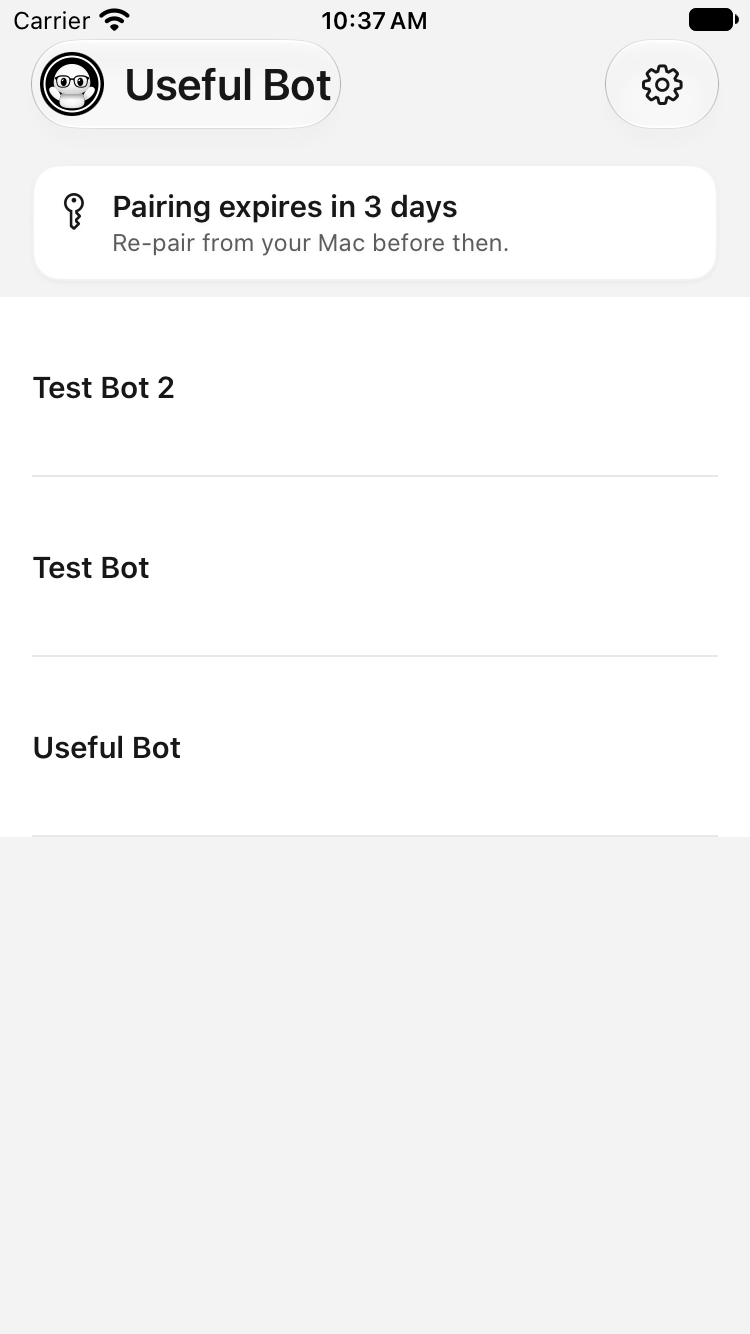 Carrier 10:37 AM
Useful Bot
Pairing expires in 3 days
Re-pair from your Mac before then.
Test Bot 2
Test Bot
Useful Bot